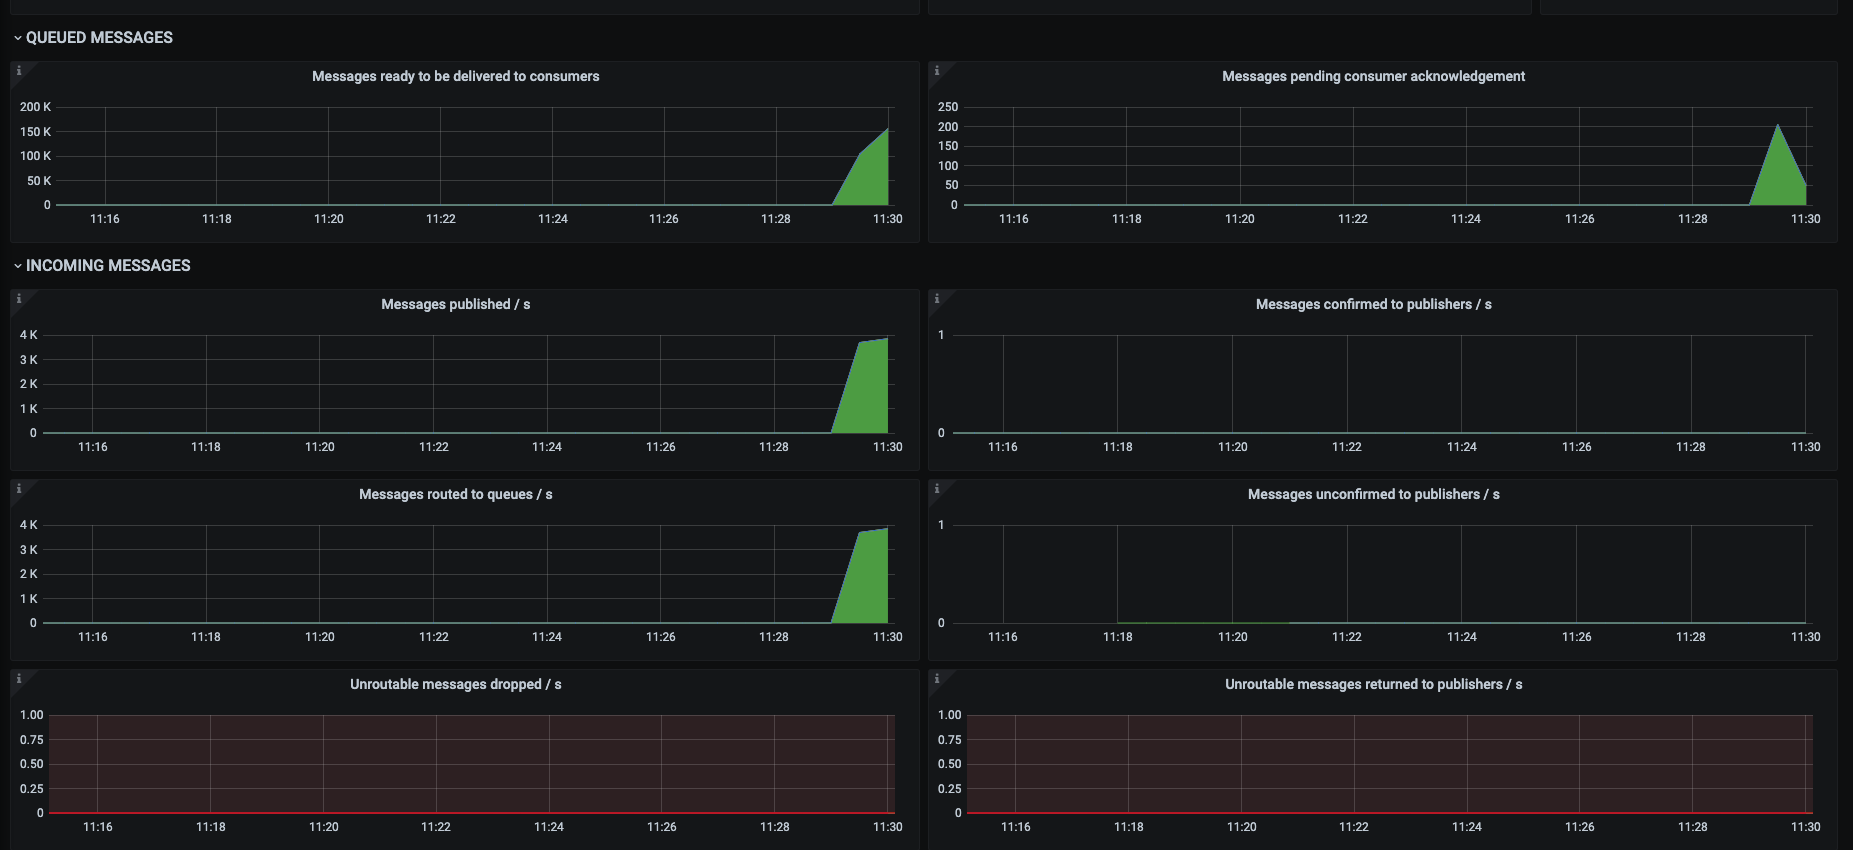 QUEUED MESSAGES
Messages ready to be delivered to consumers
200 K
150 K
100 K
50 K
0
11:16 11:18 11:20 11:22 11:24 11:26 11:28 11:30
Messages pending consumer acknowledgement
250
200
150
100
50
0
11:16 11:18 11:20 11:22 11:24 11:26 11:28 11:30
INCOMING MESSAGES
Messages published / s
4 K
3 K
2 K
1 K
0
11:16 11:18 11:20 11:22 11:24 11:26 11:28 11:30
Messages confirmed to publishers / s
1
0
11:16 11:18 11:20 11:22 11:24 11:26 11:28 11:30
Messages routed to queues / s
4 K
3 K
2 K
1 K
0
11:16 11:18 11:20 11:22 11:24 11:26 11:28 11:30
Messages unconfirmed to publishers / s
1
0
11:16 11:18 11:20 11:22 11:24 11:26 11:28 11:30
Unroutable messages dropped / s
1.00
0.75
0.50
0.25
0
11:16 11:18 11:20 11:22 11:24 11:26 11:28 11:30
Unroutable messages returned to publishers / s
1.00
0.75
0.50
0.25
0
11:16 11:18 11:20 11:22 11:24 11:26 11:28 11:30